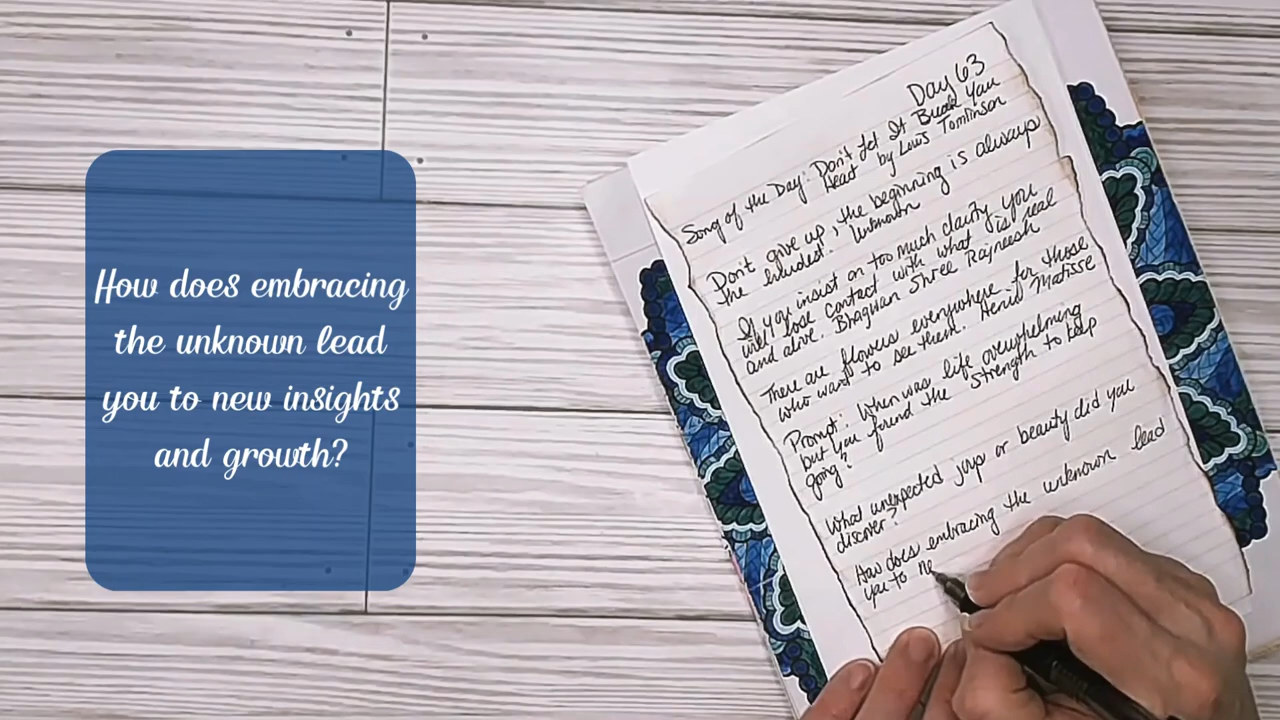 How does embracing
the unknown lead
you to new insights
and growth?
Day 63
Song of the Day: Don't Let It Break You
Heart by Louis Tomlinson
Don't give up, the beginning is always
the hardest. Unknown
If you insist on too much clarity you
will lose contact with what is real
and alive. Bhagwan Shree Rajneesh
There are flowers everywhere for those
who want to see them. Henri Matisse
Prompt: When was life overwhelming
but you found the strength to keep
going?
What unexpected joys or beauty did you
discover?
How does embracing the unknown lead
you to ne